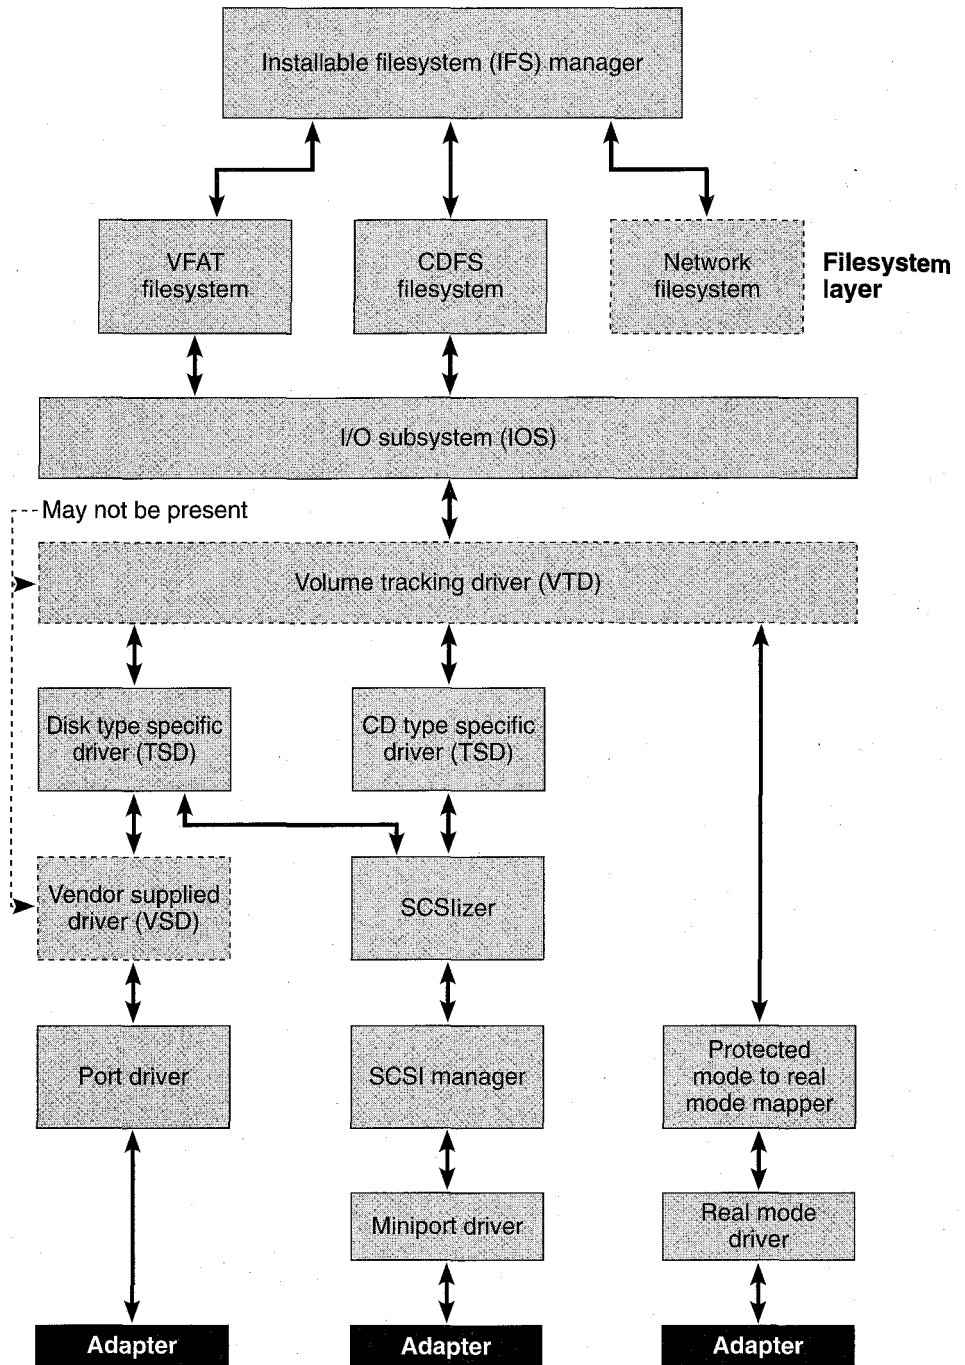 Installable filesystem (IFS) manager
VFAT
filesystem
CDFS
filesystem
Network
filesystem
Filesystem
layer
I/O subsystem (IOS)
May not be present
Volume tracking driver (VTD)
Disk type specific
driver (TSD)
CD type specific
driver (TSD)
Vendor supplied
driver (VSD)
SCSIizer
Port driver
SCSI manager
Protected
mode to real
mode mapper
Miniport driver
Real mode
driver
Adapter
Adapter
Adapter